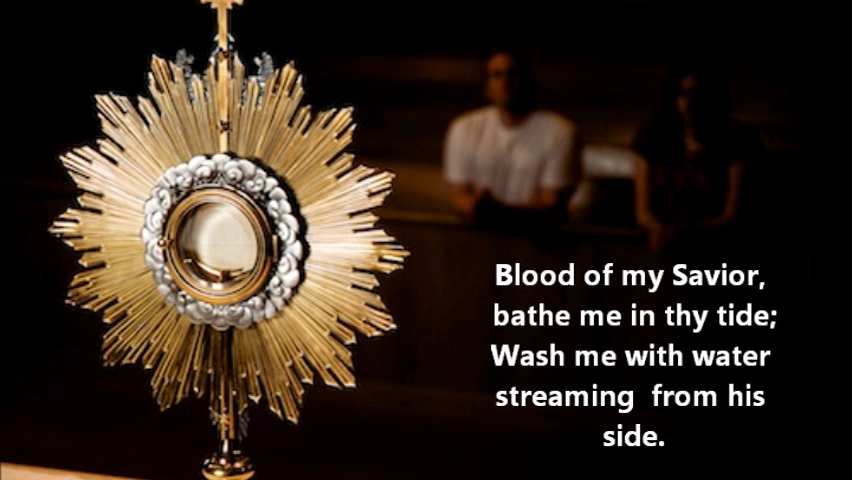 Blood of my Savior,
bathe me in thy tide;
Wash me with water
streaming  from his
side.